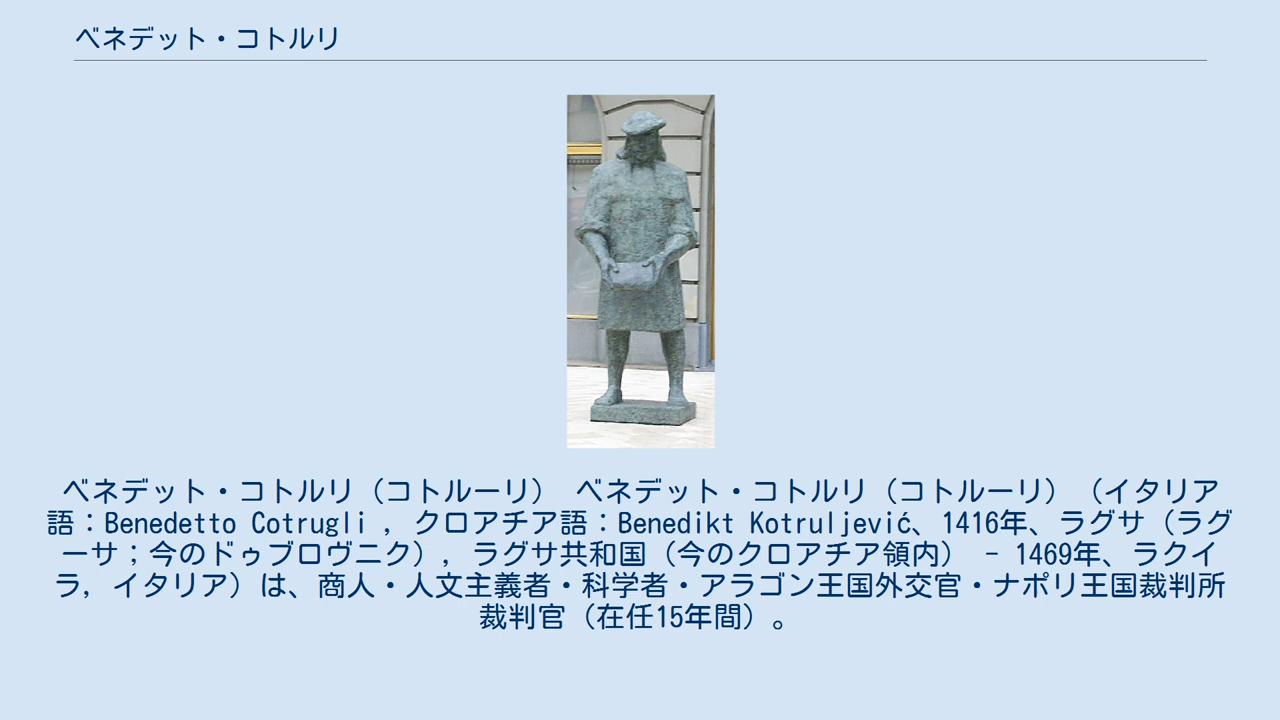 ベネデット・コトルリ
ベネデット・コトルリ（コトルーリ） ベネデット・コトルリ（コトルーリ）（イタリア
語：Benedetto Cotrugli , クロアチア語：Benedikt Kotruljević、1416年、ラグサ（ラグ
ーサ；今のドゥブロヴニク）, ラグサ共和国（今のクロアチア領内） - 1469年、ラクイ
ラ, イタリア）は、商人・人文主義者・科学者・アラゴン王国外交官・ナポリ王国裁判所
裁判官（在任15年間）。